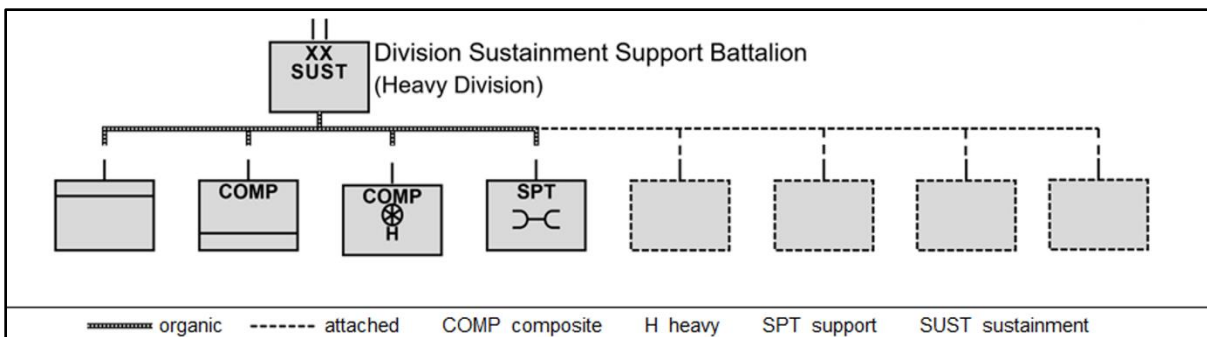 XX
SUST
Division Sustainment Support Battalion
(Heavy Division)
COMP
COMP
H
SPT
organic attached COMP composite H heavy SPT support SUST sustainment